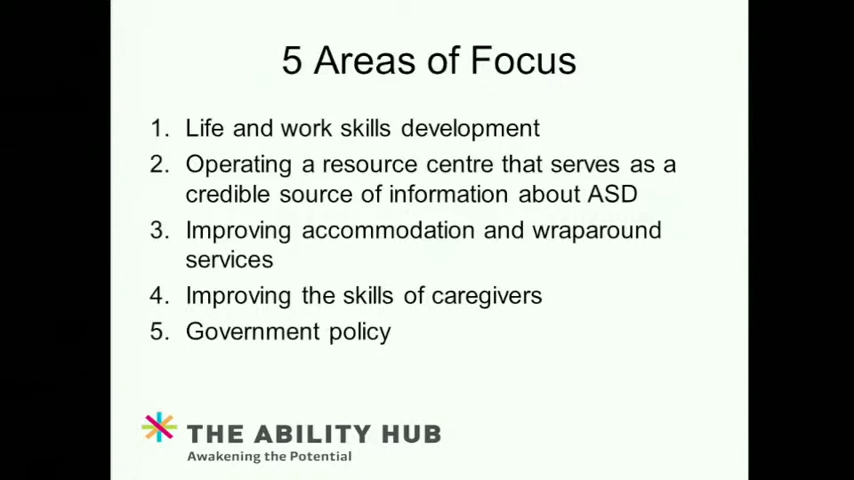 5 Areas of Focus
1. Life and work skills development
2. Operating a resource centre that serves as a
credible source of information about ASD
3. Improving accommodation and wraparound
services
4. Improving the skills of caregivers
5. Government policy
THE ABILITY HUB
Awakening the Potential